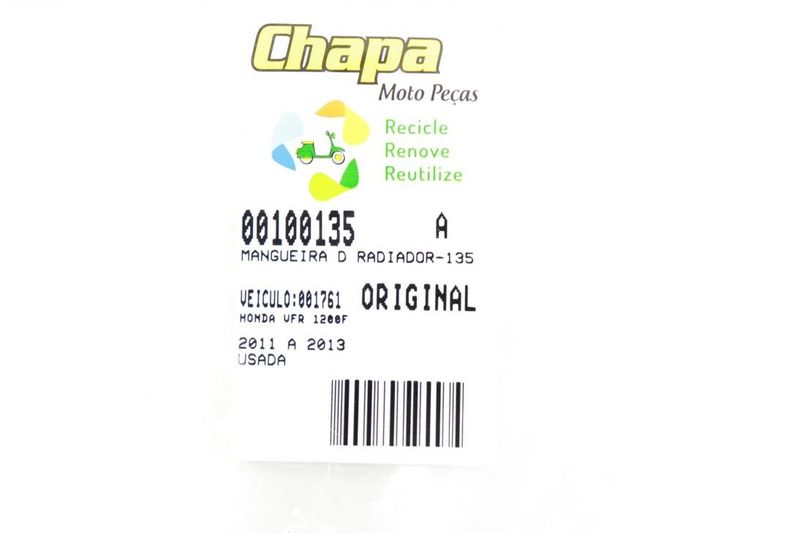 Chapa
Moto Peças
Recicle
Renove
Reutilize
00100135 A
MANGUEIRA D RADIADOR-135
VEICULO:001761 ORIGINAL
HONDA VFR 1200F
2011 A 2013
USADA